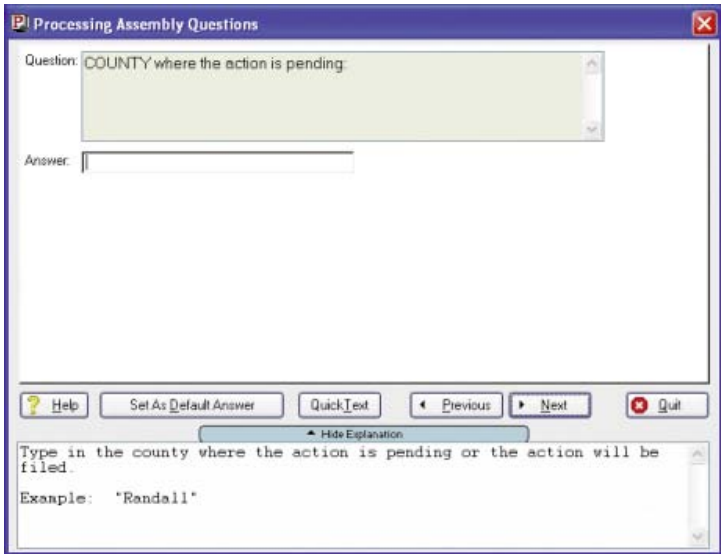 Processing Assembly Questions
Question: COUNTY where the action is pending:
Answer:
Help Set As Default Answer QuickText Previous Next Quit
Hide Explanation
Type in the county where the action is pending or the action will be
filed.
Example: "Randall"